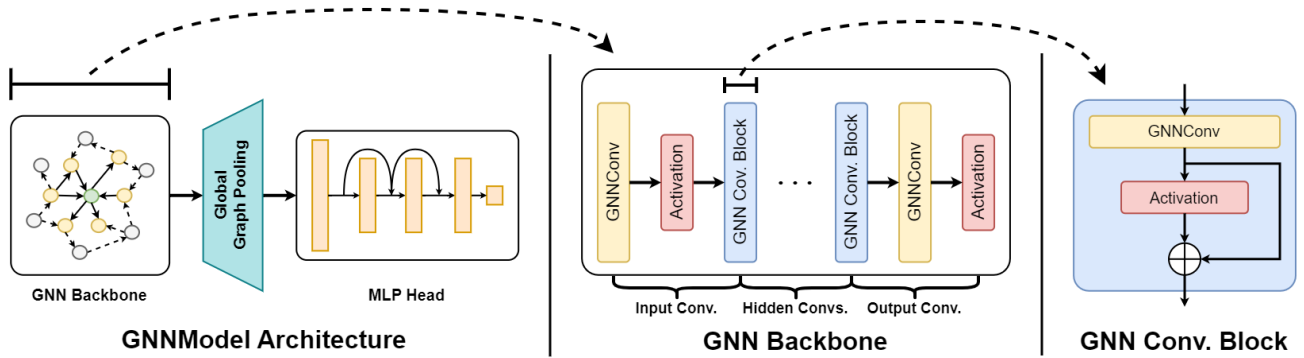 Global
Graph Pooling
GNN Backbone
MLP Head
GNNModel Architecture
GNNConv
Activation
GNN Cov. Block
. . .
GNN Conv. Block
GNNConv
Activation
Input Conv.
Hidden Convs.
Output Conv.
GNN Backbone
GNNConv
Activation
GNN Conv. Block